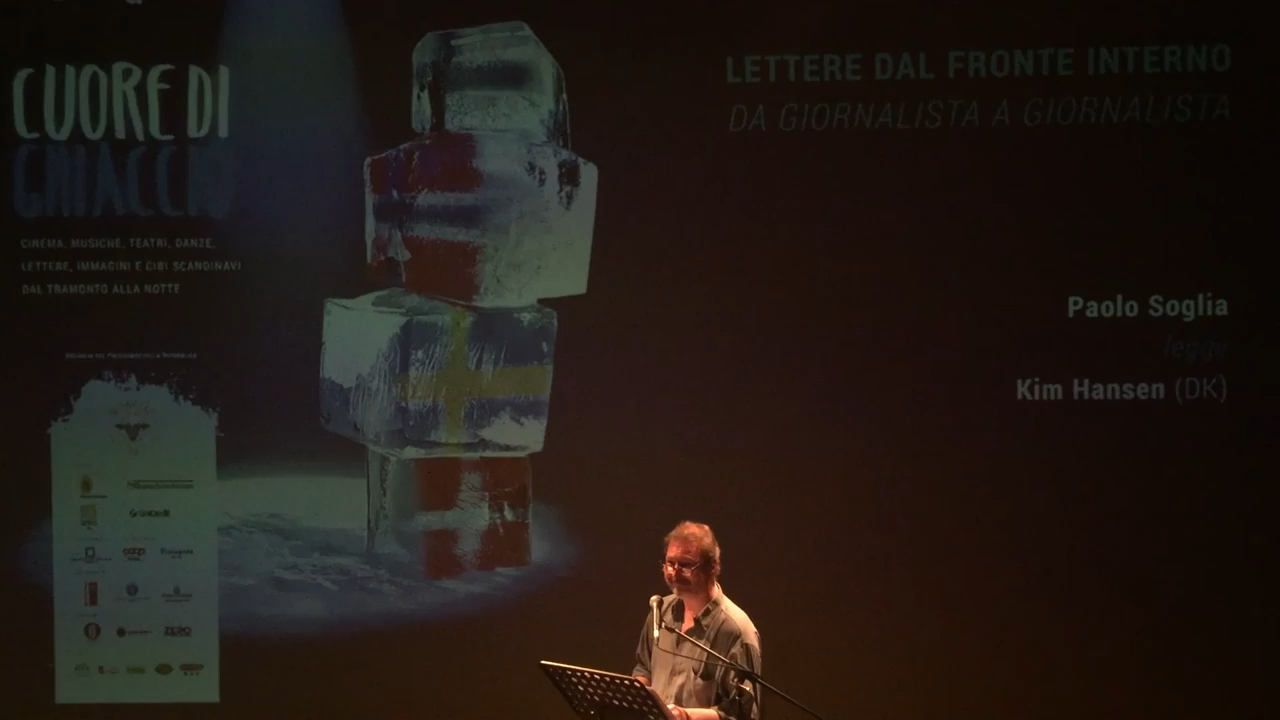 CUORE DI
GHIACCIO
CINEMA, MUSICHE, TEATRI, DANZE,
LETTERE, IMMAGINI E CIBI SCANDINAVI
DAL TRAMONTO ALLA NOTTE
LETTERE DAL FRONTE INTERNO
DA GIORNALISTA A GIORNALISTA
Paolo Soglia
legge
Kim Hansen (DK)
coop